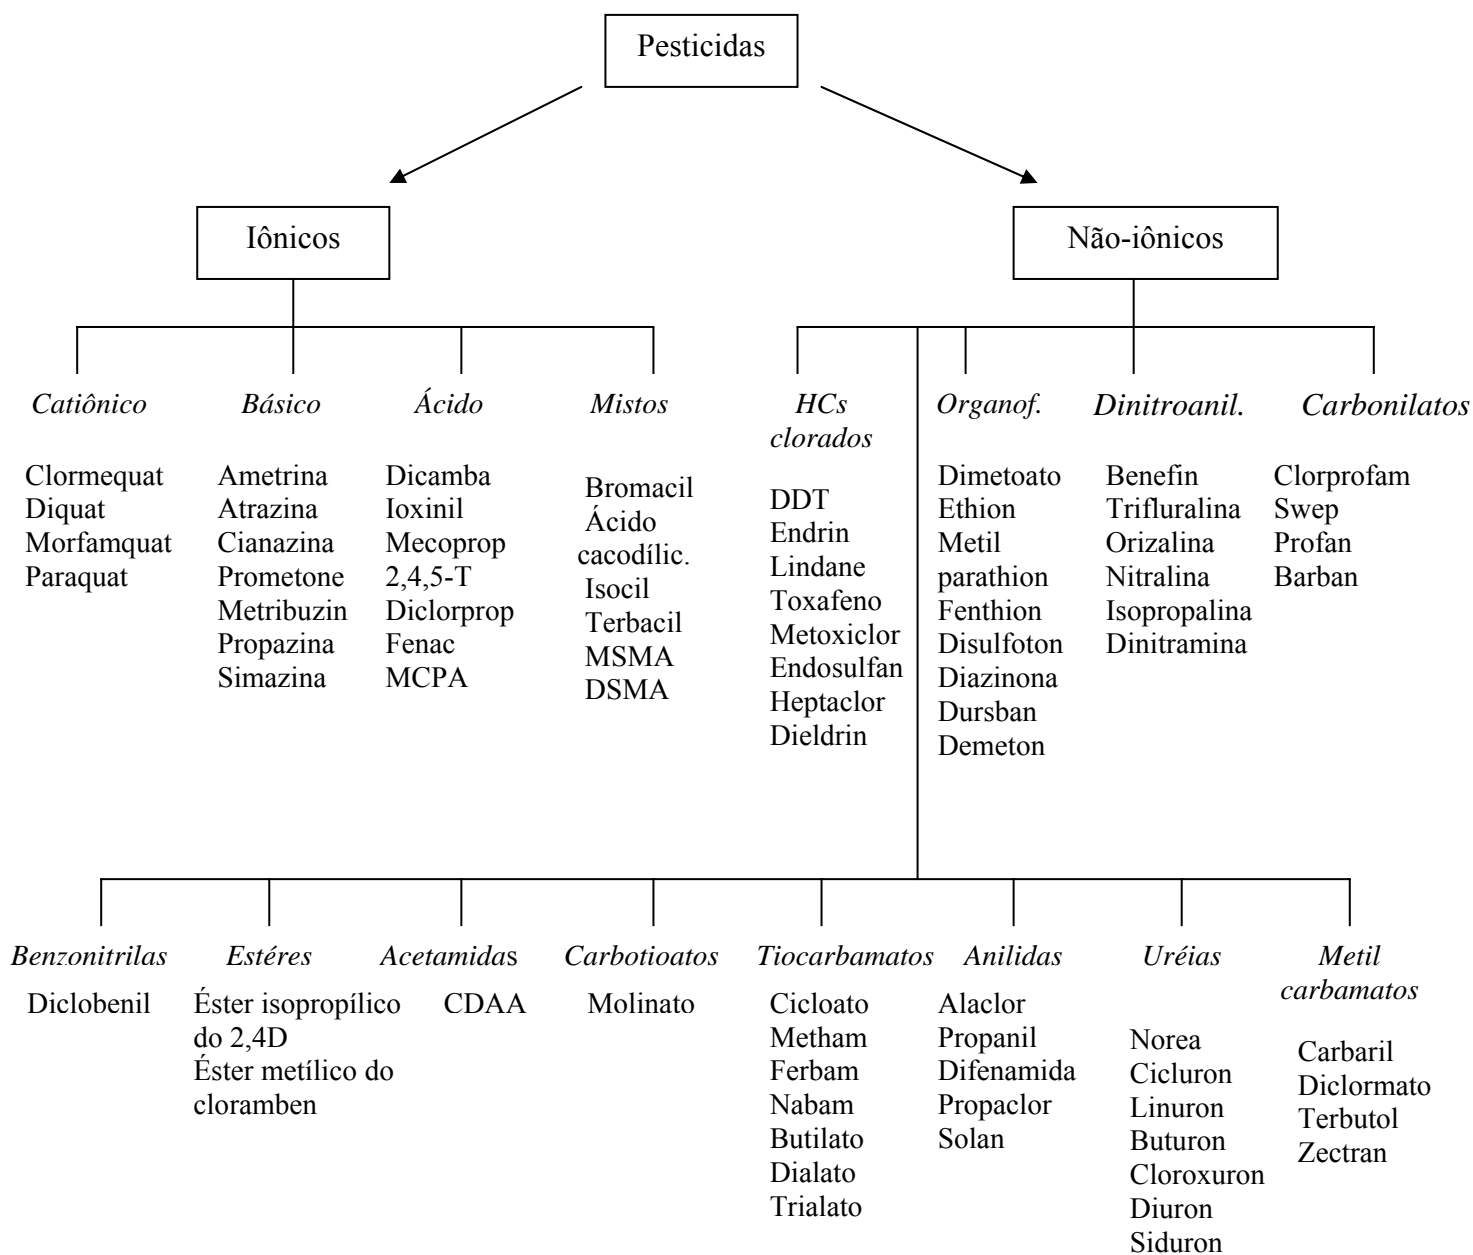 Pesticidas
Iônicos
Não-iônicos
Catiônico
Clormequat
Diquat
Morfamquat
Paraquat
Básico
Ametrina
Atrazina
Cianazina
Prometone
Metribuzin
Propazina
Simazina
Ácido
Dicamba
Ioxinil
Mecoprop
2,4,5-T
Diclorprop
Fenac
MCPA
Mistos
Bromacil
Ácido
cacodílic.
Isocil
Terbacil
MSMA
DSMA
HCs
clorados
DDT
Endrin
Lindane
Toxafeno
Metoxiclor
Endosulfan
Heptaclor
Dieldrin
Organof.
Dimetoato
Ethion
Metil
parathion
Fenthion
Disulfoton
Diazinona
Dursban
Demeton
Dinitroanil.
Benefin
Trifluralina
Orizalina
Nitralina
Isopropalina
Dinitramina
Carbonilatos
Clorprofam
Swep
Profan
Barban
Benzonitrilas
Diclobenil
Estéres
Éster isopropílico
do 2,4D
Éster metílico do
cloramben
Acetamidas
CDAA
Carbotioatos
Molinato
Tiocarbamatos
Cicloato
Metham
Ferbam
Nabam
Butilato
Dialato
Trialato
Anilidas
Alaclor
Propanil
Difenamida
Propaclor
Solan
Uréias
Norea
Cicluron
Linuron
Buturon
Cloroxuron
Diuron
Siduron
Metil
carbamatos
Carbaril
Diclormato
Terbutol
Zectran